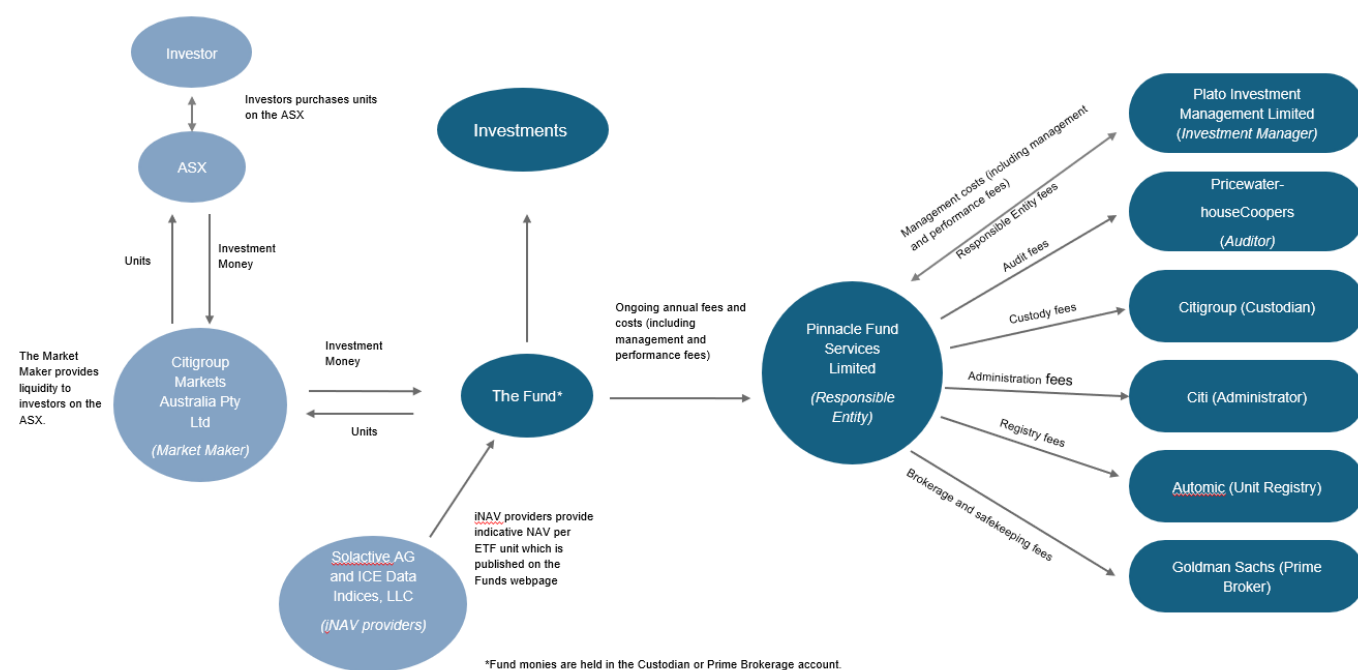 Investor
Investors purchases units
on the ASX
ASX
Units
Investment
Money
The Market
Maker provides
liquidity to
investors on the
ASX.
Citigroup
Markets
Australia Pty
Ltd
(Market Maker)
Investment
Money
Units
Investments
The Fund*
Solactive AG
and ICE Data
Indices, LLC
(iNAV providers)
iNAV providers provide
indicative NAV per
ETF unit which is
published on the
Funds webpage
Ongoing annual fees and
costs (including
management and
performance fees)
Pinnacle Fund
Services
Limited
(Responsible
Entity)
Management costs (including management
and performance fees)
Responsible Entity fees
Audit fees
Custody fees
Administration fees
Registry fees
Brokerage and safekeeping fees
Plato Investment
Management Limited
(Investment Manager)
Pricewater-
houseCoopers
(Auditor)
Citigroup (Custodian)
Citi (Administrator)
Automic (Unit Registry)
Goldman Sachs (Prime
Broker)
*Fund monies are held in the Custodian or Prime Brokerage account.